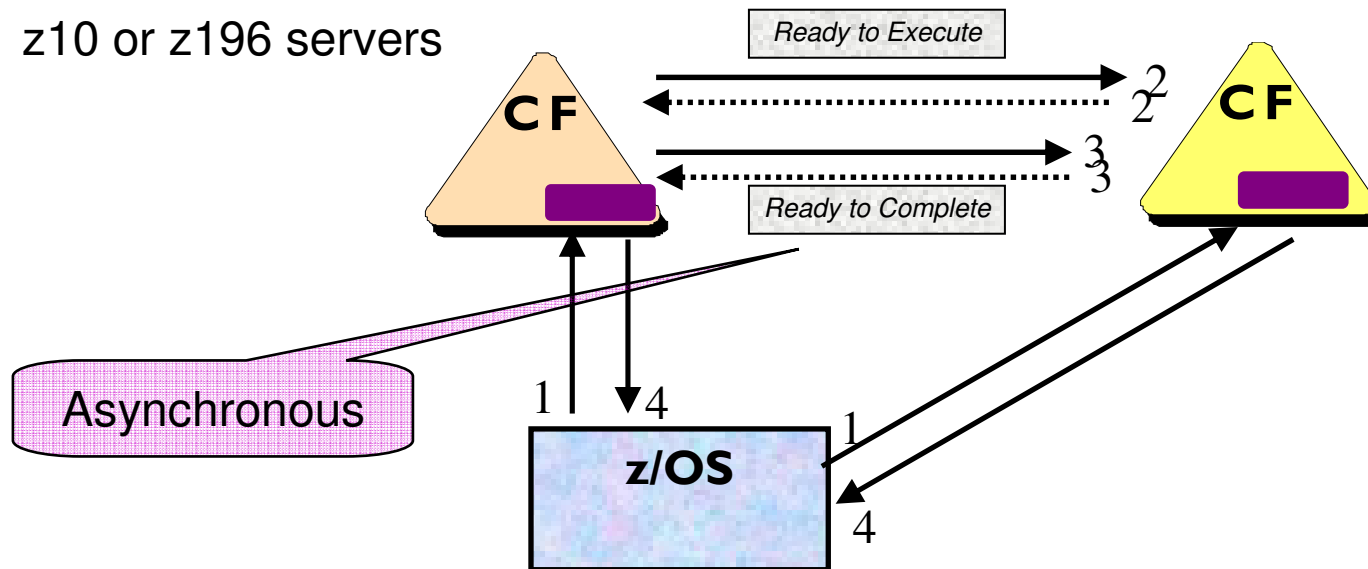 z10 or z196 servers
Ready to Execute
CF
CF
2
2
3
3
Ready to Complete
Asynchronous
1
4
1
z/OS
4